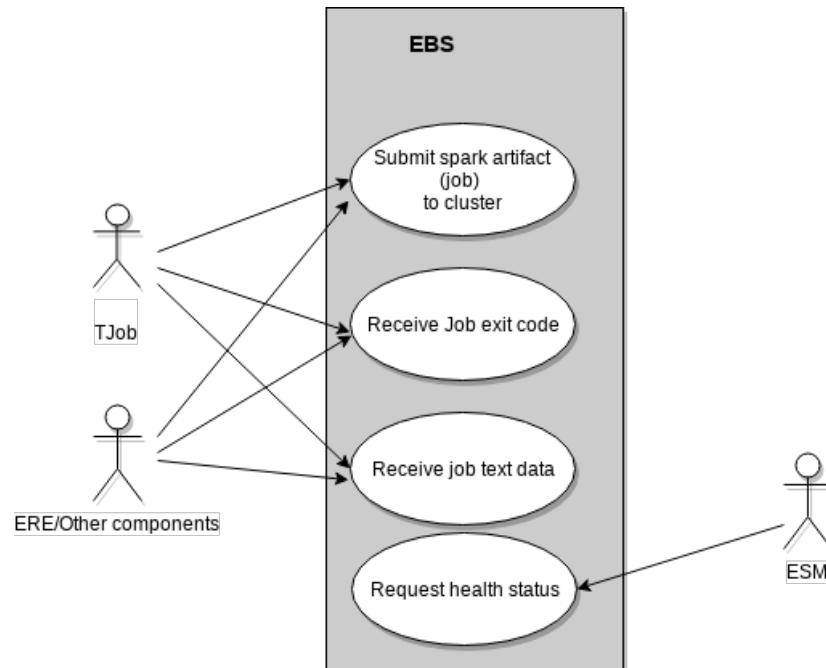 EBS
Submit spark artifact
(job)
to cluster
TJob
Receive Job exit code
ERE/Other components
Receive job text data
ESM
Request health status